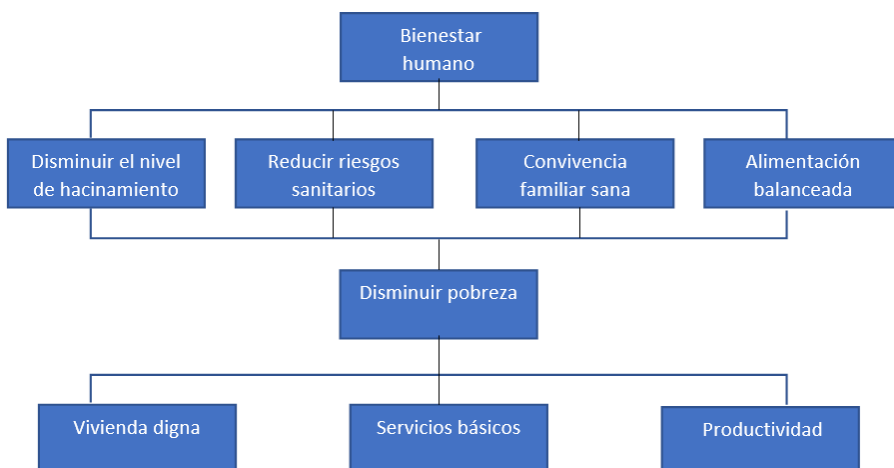 Bienestar
humano
Disminuir el nivel
de hacinamiento
Reducir riesgos
sanitarios
Convivencia
familiar sana
Alimentación
balanceada
Disminuir pobreza
Vivienda digna
Servicios básicos
Productividad